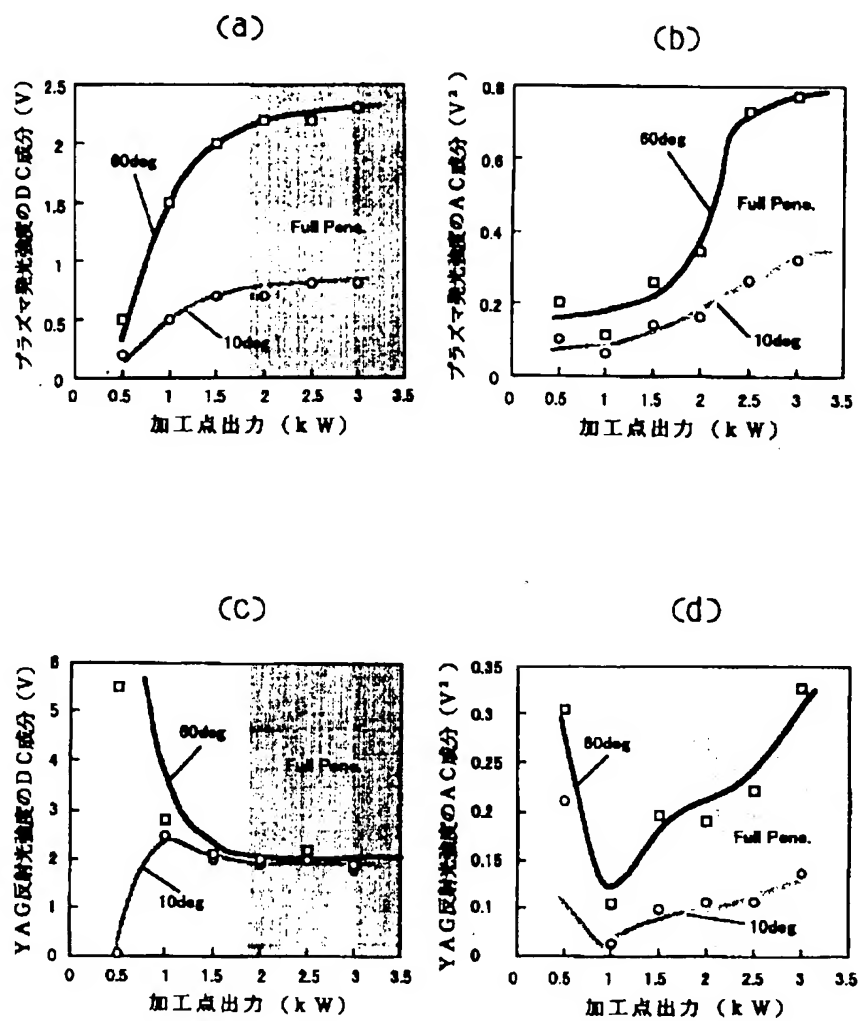 (a)
プラズマ発光強度のDC成分 (V)
2.5
2
1.5
1
0.5
0
60deg
Full Pene.
10deg
0 0.5 1 1.5 2 2.5 3 3.5
加工点出力 (kW)
(b)
プラズマ発光強度のAC成分 (V²)
0.8
0.6
0.4
0.2
0
60deg
Full Pene.
10deg
0 0.5 1 1.5 2 2.5 3 3.5
加工点出力 (kW)
(c)
YAG反射光強度のDC成分 (V)
6
5
4
3
2
1
0
60deg
Full Pene.
10deg
0 0.5 1 1.5 2 2.5 3 3.5
加工点出力 (kW)
(d)
YAG反射光強度のAC成分 (V²)
0.35
0.3
0.25
0.2
0.15
0.1
0.05
0
60deg
Full Pene.
10deg
0 0.5 1 1.5 2 2.5 3 3.5
加工点出力 (kW)